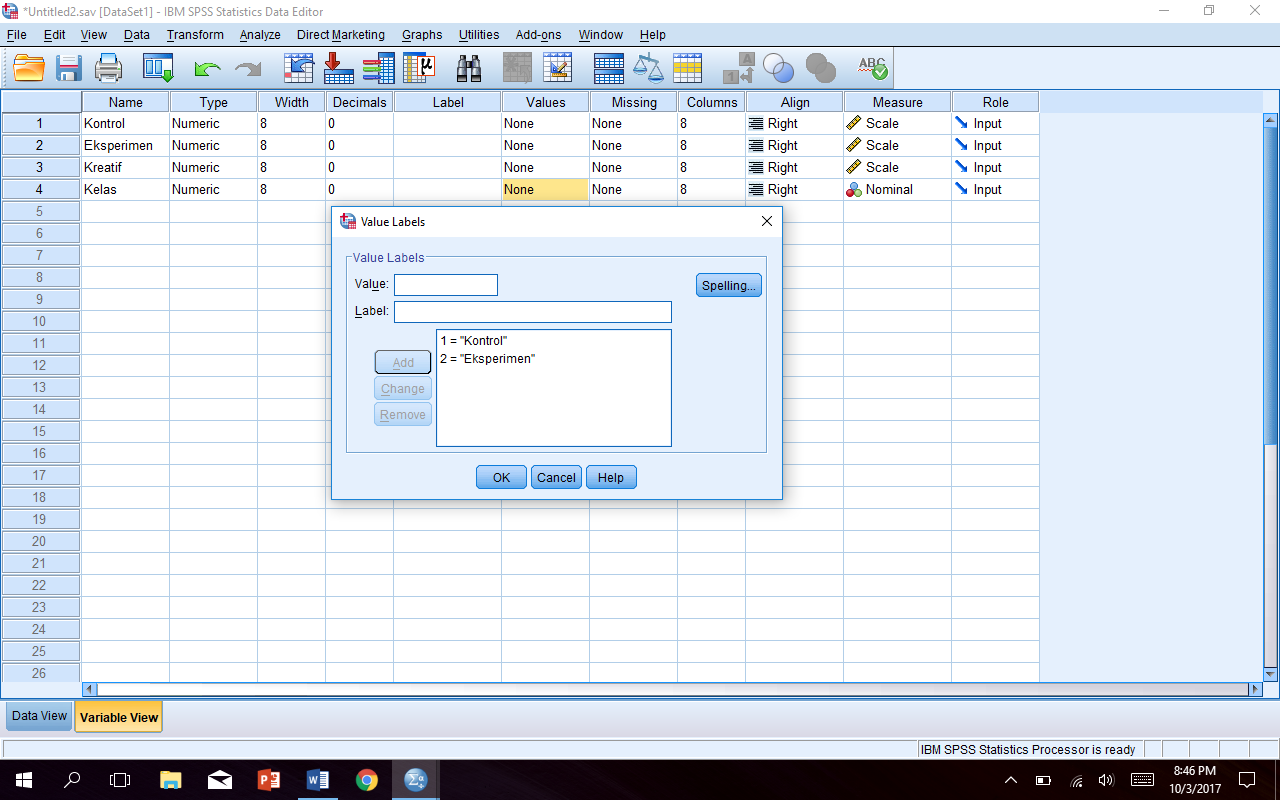 *Untitled2.sav [DataSet1] - IBM SPSS Statistics Data Editor
File Edit View Data Transform Analyze Direct Marketing Graphs Utilities Add-ons Window Help
Name Type Width Decimals Label Values Missing Columns Align Measure Role
1 Kontrol Numeric 8 0 None None 8 Right Scale Input
2 Eksperimen Numeric 8 0 None None 8 Right Scale Input
3 Kreatif Numeric 8 0 None None 8 Right Scale Input
4 Kelas Numeric 8 0 None None 8 Right Nominal Input
5
6
7
8
9
10
11
12
13
14
15
16
17
18
19
20
21
22
23
24
25
26
Value Labels
Value Labels
Value:
Spelling...
Label:
1 = "Kontrol"
2 = "Eksperimen"
Add
Change
Remove
OK Cancel Help
Data View Variable View
IBM SPSS Statistics Processor is ready
8:46 PM
10/3/2017